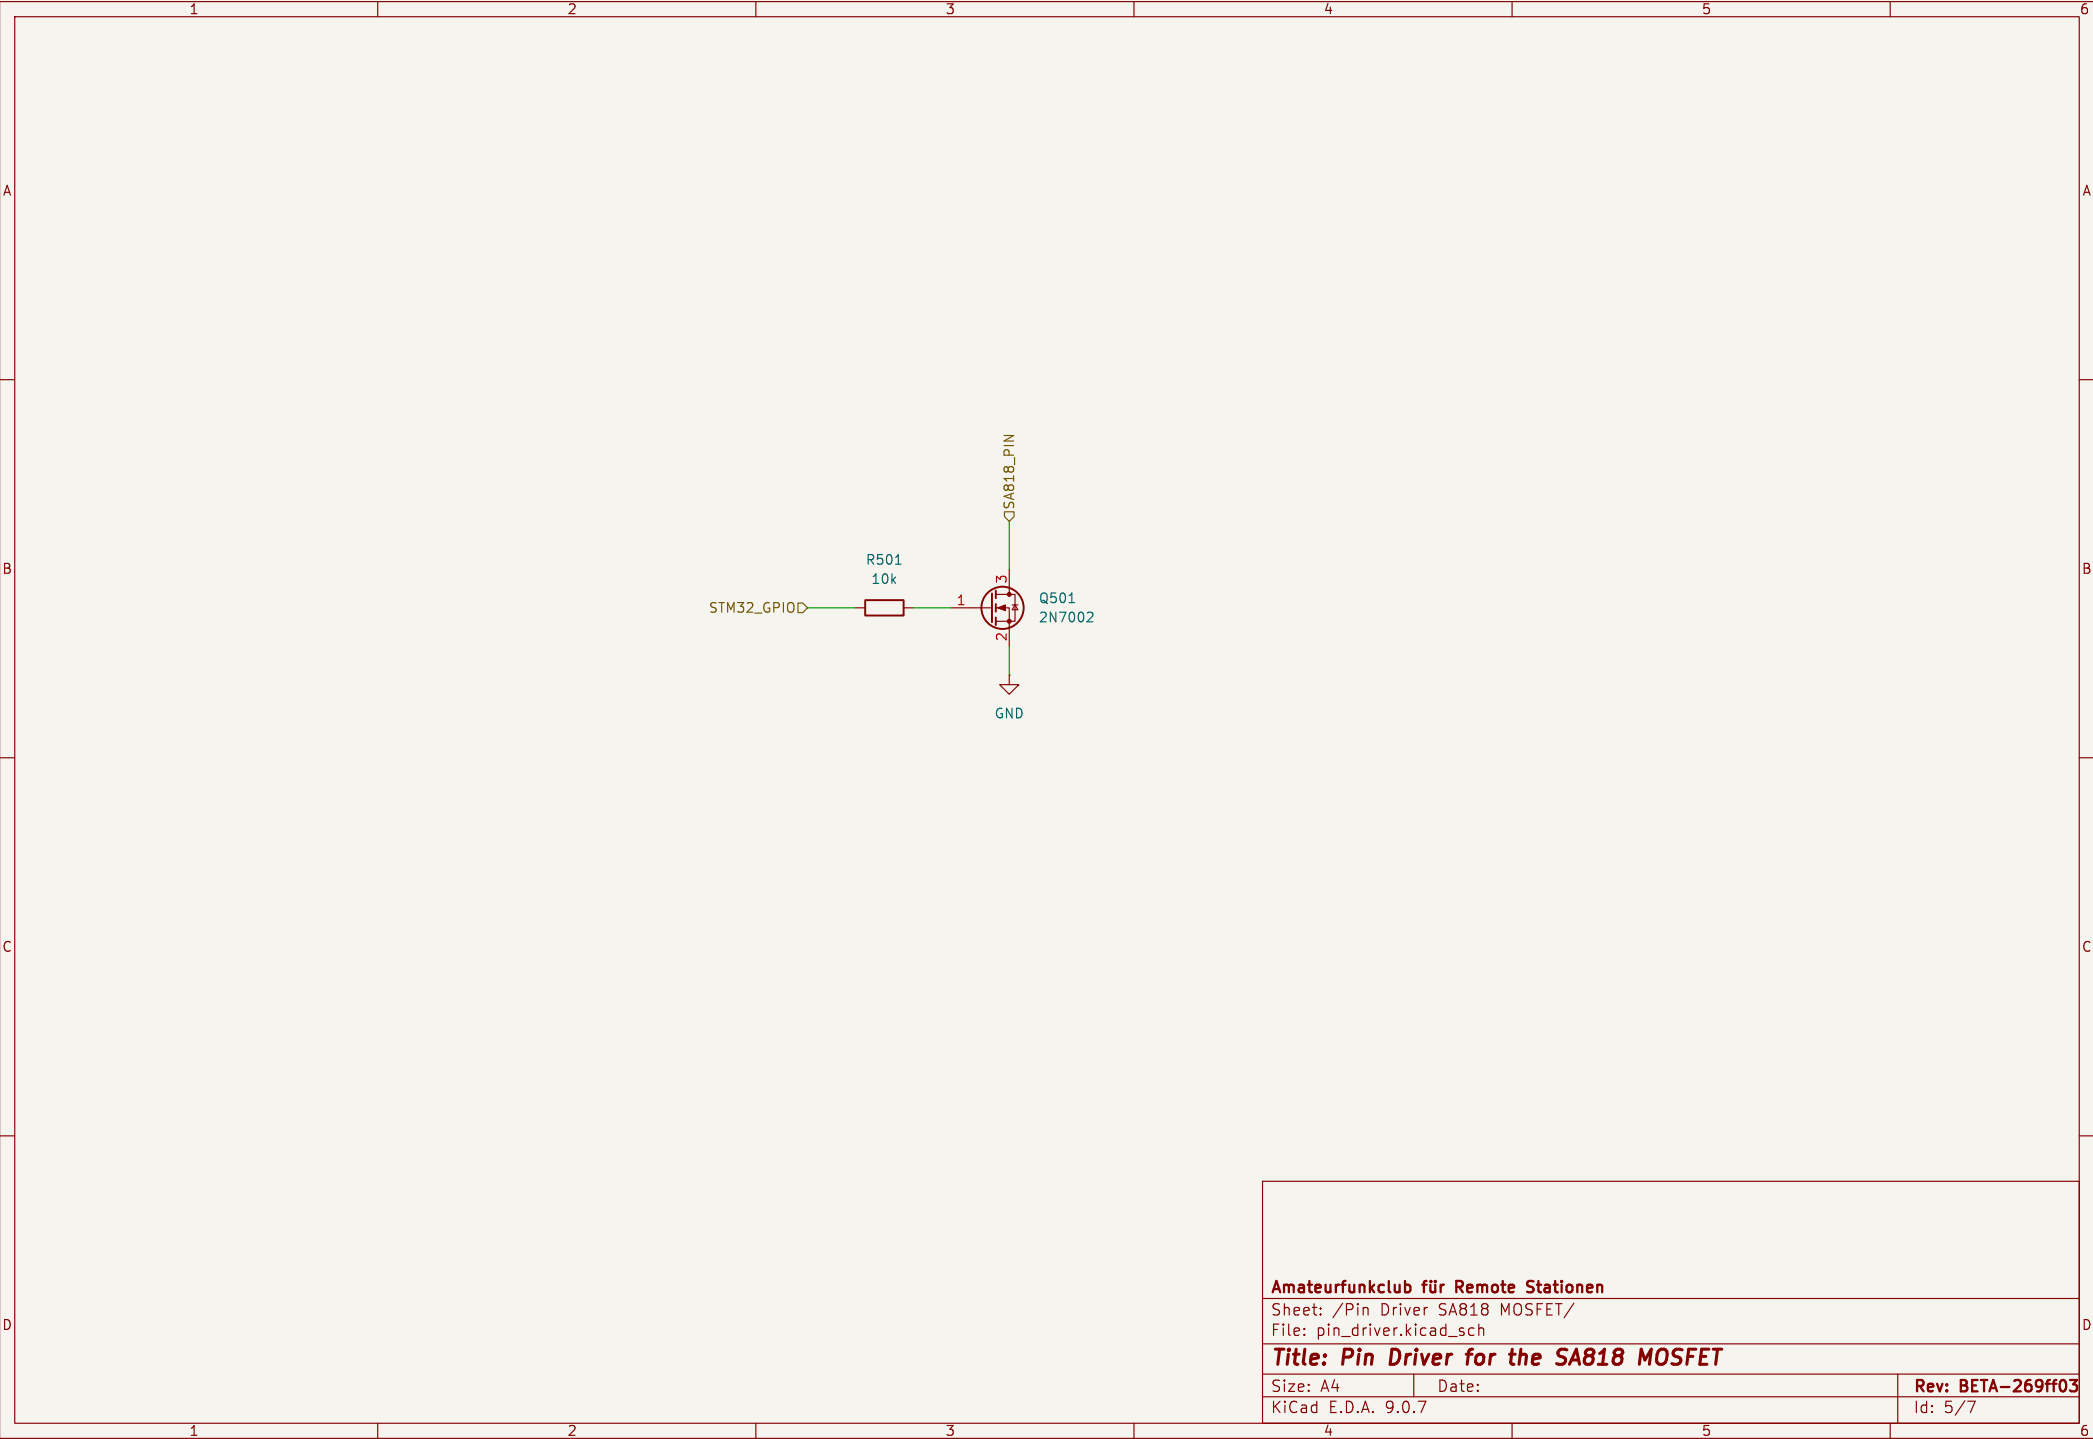 1 2 3 4 5 6
A A
SA818_PIN
R501
10k
B B
3
1
Q501
STM32_GPIO
2N7002
2
GND
C C
Amateurfunkclub für Remote Stationen
Sheet: /Pin Driver SA818 MOSFET/
D D
File: pin_driver.kicad_sch
Title: Pin Driver for the SA818 MOSFET
Size: A4 Date: Rev: BETA-269ff03
KiCad E.D.A. 9.0.7 Id: 5/7
1 2 3 4 5 6